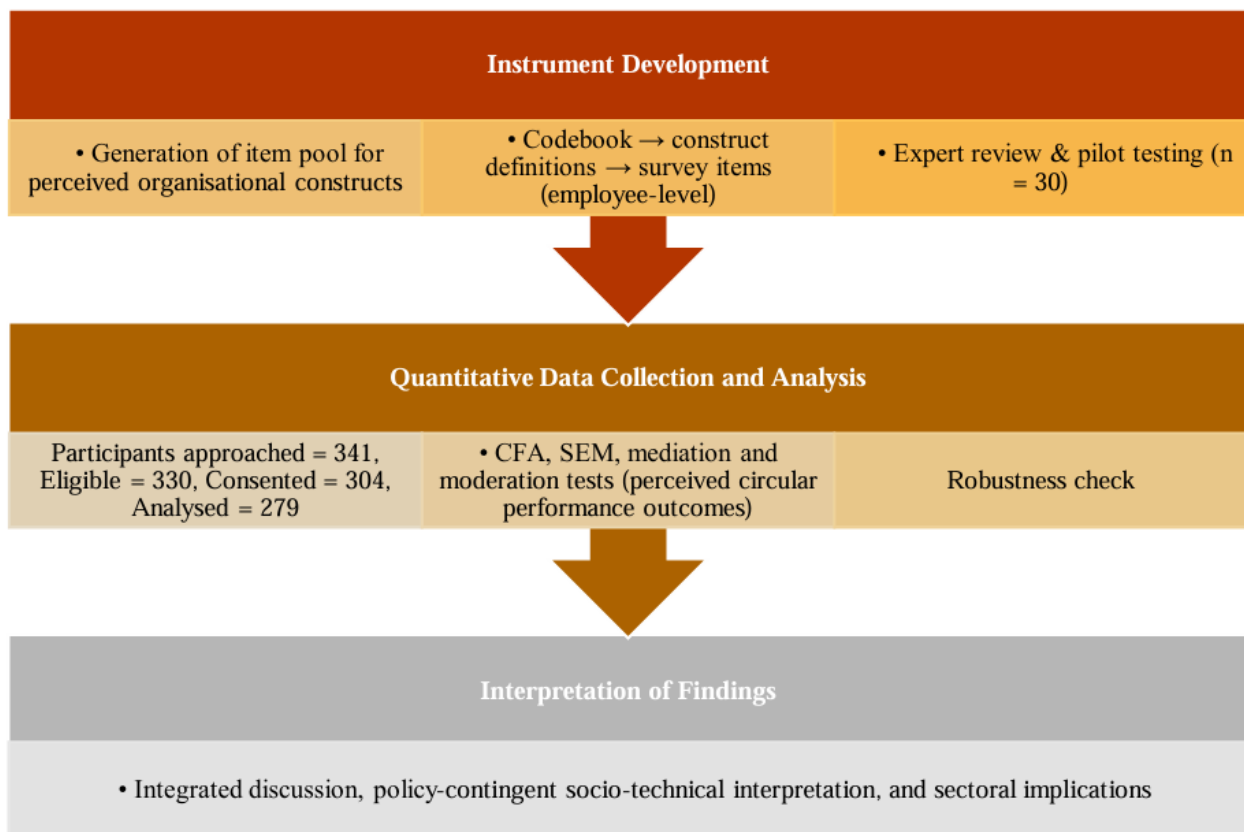 Instrument Development
• Generation of item pool for
perceived organisational constructs
• Codebook → construct
definitions → survey items
(employee-level)
• Expert review & pilot testing (n
= 30)
Quantitative Data Collection and Analysis
Participants approached = 341,
Eligible = 330, Consented = 304,
Analysed = 279
• CFA, SEM, mediation and
moderation tests (perceived circular
performance outcomes)
Robustness check
Interpretation of Findings
• Integrated discussion, policy-contingent socio-technical interpretation, and sectoral implications